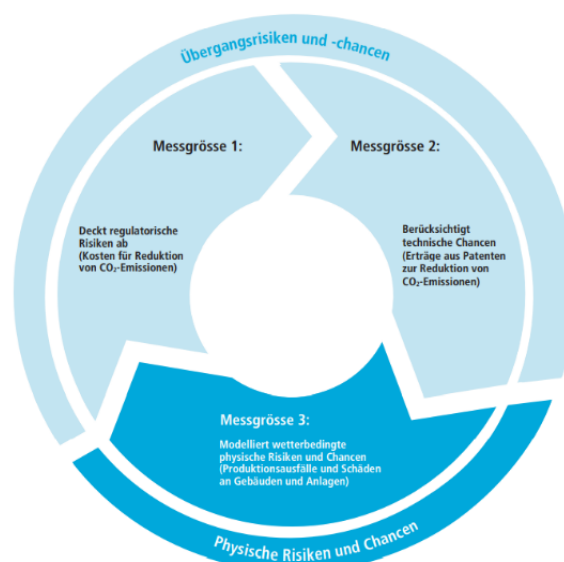 Übergangsrisiken und -chancen
Messgrösse 1:
Deckt regulatorische
Risiken ab
(Kosten für Reduktion
von CO₂-Emissionen)
Messgrösse 2:
Berücksichtigt
technische Chancen
(Erträge aus Patenten
zur Reduktion von
CO₂-Emissionen)
Messgrösse 3:
Modelliert wetterbedingte
physische Risiken und Chancen
(Produktionsausfälle und Schäden
an Gebäuden und Anlagen)
Physische Risiken und Chancen